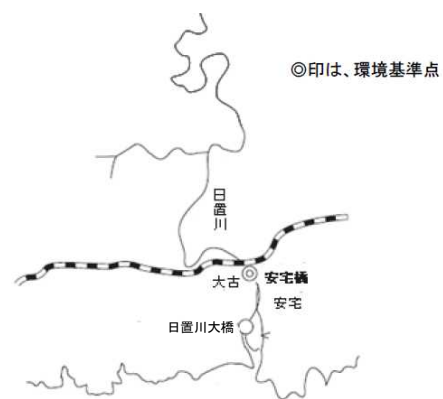 ◎印は、環境基準点
日置川
大古
安宅橋
安宅
日置川大橋